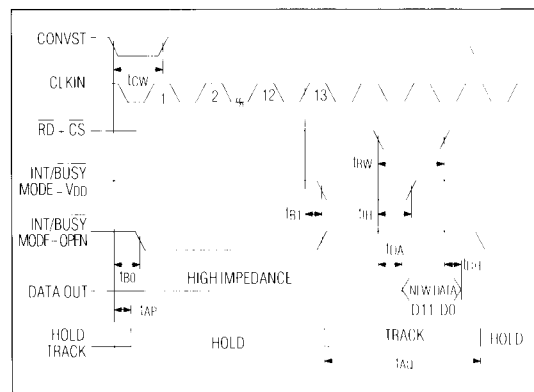 CONVST
tCW
CLKIN
1 2 12 13
RD + CS
tRW
INT/BUSY
MODE - VDD
tB1 tIH
INT/BUSY
MODE - OPEN
tDA
tB0
HIGH IMPEDANCE
DATA OUT
NEW DATA
D11-D0
tAP
HOLD
TRACK
HOLD
TRACK
HOLD
tAQ